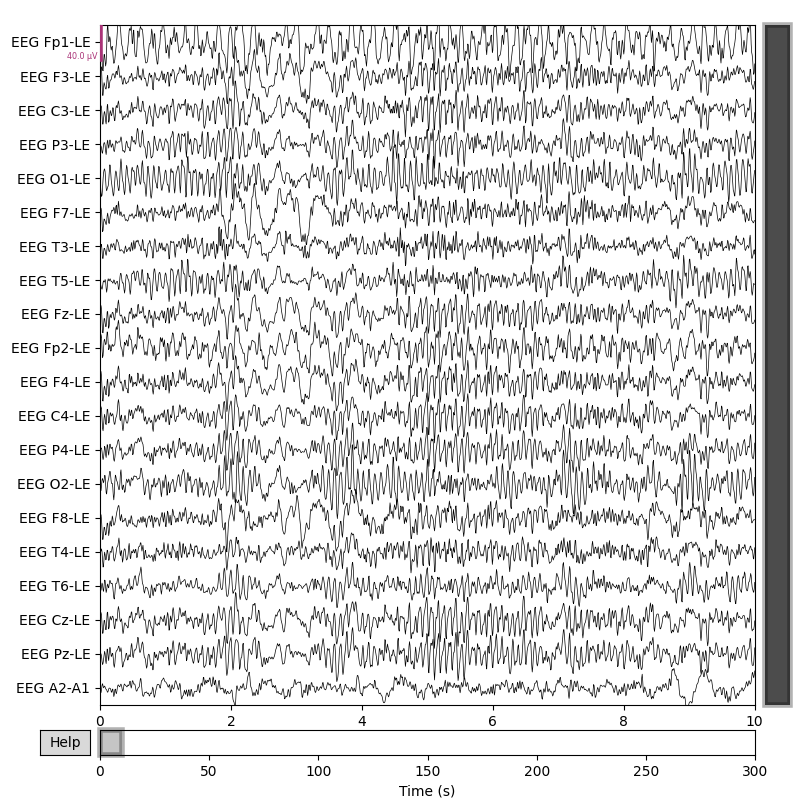 EEG Fp1-LE
40.0 µV
EEG F3-LE
EEG C3-LE
EEG P3-LE
EEG O1-LE
EEG F7-LE
EEG T3-LE
EEG T5-LE
EEG Fz-LE
EEG Fp2-LE
EEG F4-LE
EEG C4-LE
EEG P4-LE
EEG O2-LE
EEG F8-LE
EEG T4-LE
EEG T6-LE
EEG Cz-LE
EEG Pz-LE
EEG A2-A1
0 2 4 6 8 10
Help
0 50 100 150 200 250 300
Time (s)